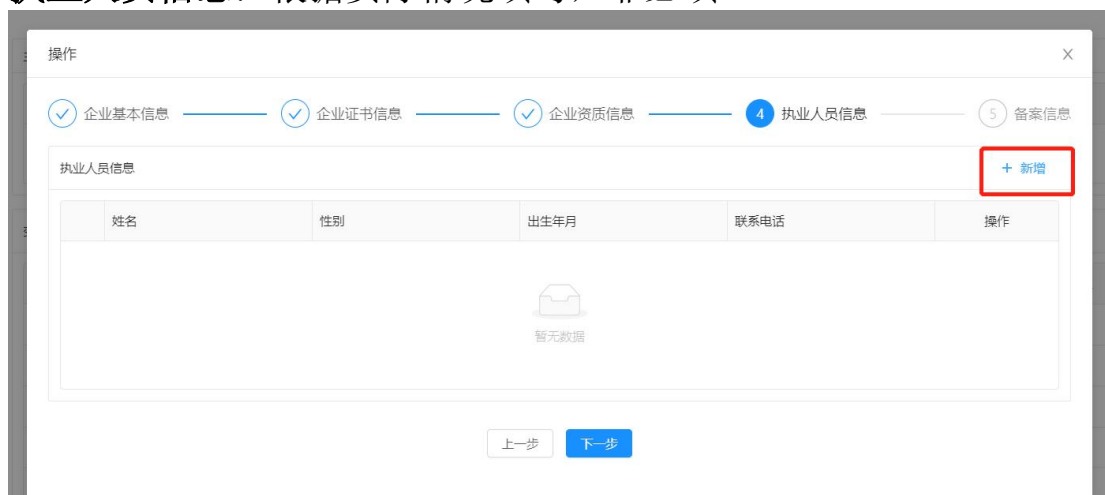 操作
企业基本信息
企业证书信息
企业资质信息
4 执业人员信息
5 备案信息
执业人员信息
+ 新增
姓名 性别 出生年月 联系电话 操作
暂无数据
上一步 下一步